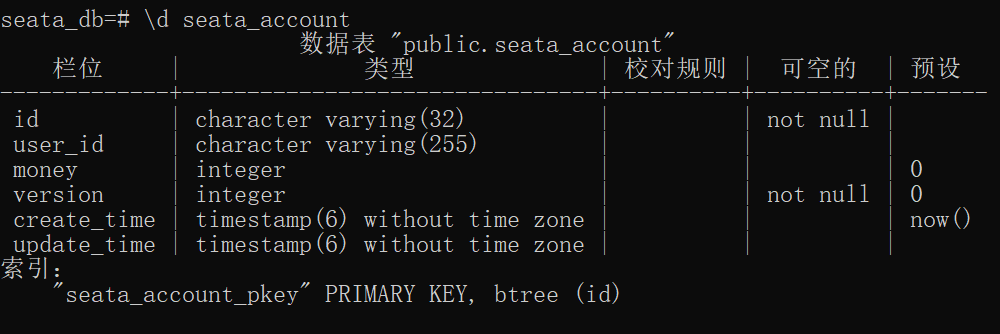 seata_db=# \d seata_account
数据表 "public.seata_account"
栏位 | 类型 | 校对规则 | 可空的 | 预设
-------------+--------------------------------+----------+----------+-------
id | character varying(32) | | not null |
user_id | character varying(255) | | |
money | integer | | | 0
version | integer | | not null | 0
create_time | timestamp(6) without time zone | | | now()
update_time | timestamp(6) without time zone | | |
索引：
"seata_account_pkey" PRIMARY KEY, btree (id)